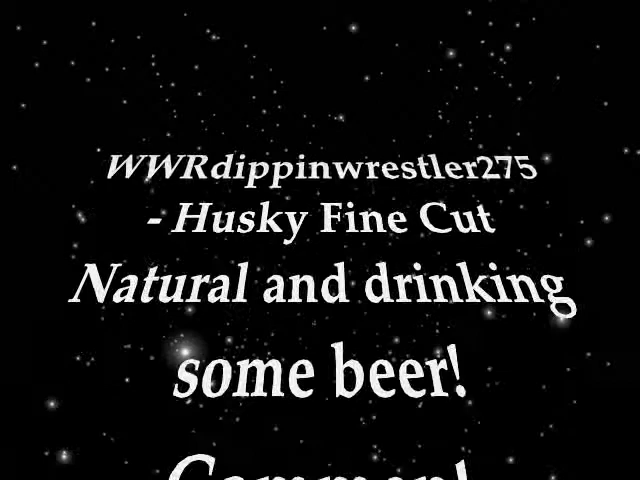 WWRdippinwrestler275
- Husky Fine Cut
Natural and drinking
some beer!